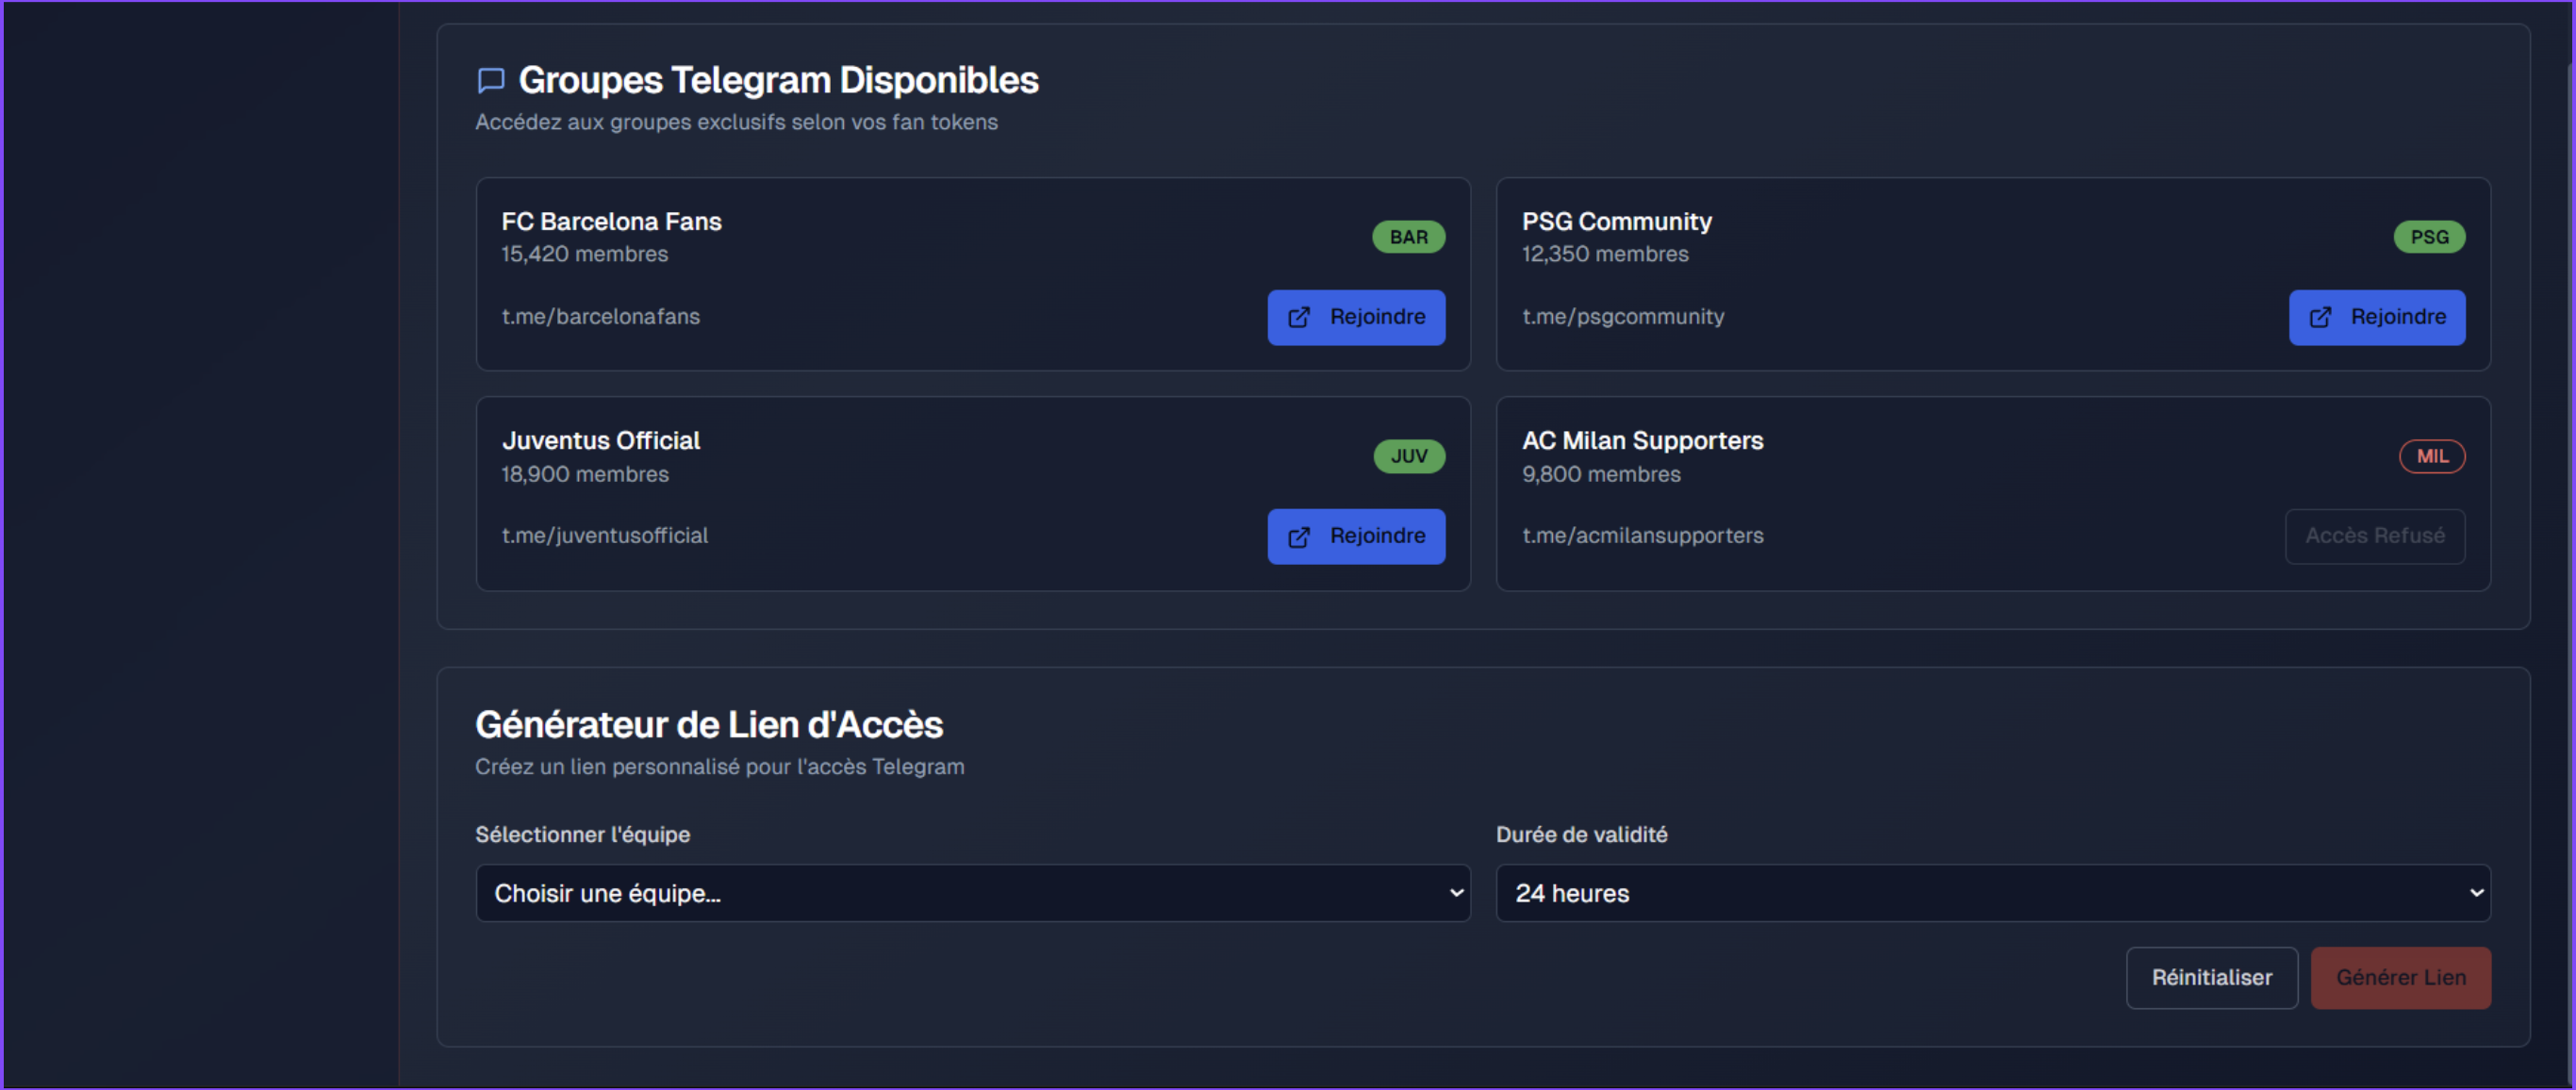 Groupes Telegram Disponibles
Accédez aux groupes exclusifs selon vos fan tokens
FC Barcelona Fans
15,420 membres
BAR
t.me/barcelonafans
Rejoindre
PSG Community
12,350 membres
PSG
t.me/psgcommunity
Rejoindre
Juventus Official
18,900 membres
JUV
t.me/juventusofficial
Rejoindre
AC Milan Supporters
9,800 membres
MIL
t.me/acmilansupporters
Accès Refusé
Générateur de Lien d'Accès
Créez un lien personnalisé pour l'accès Telegram
Sélectionner l'équipe
Choisir une équipe...
Durée de validité
24 heures
Réinitialiser
Générer Lien